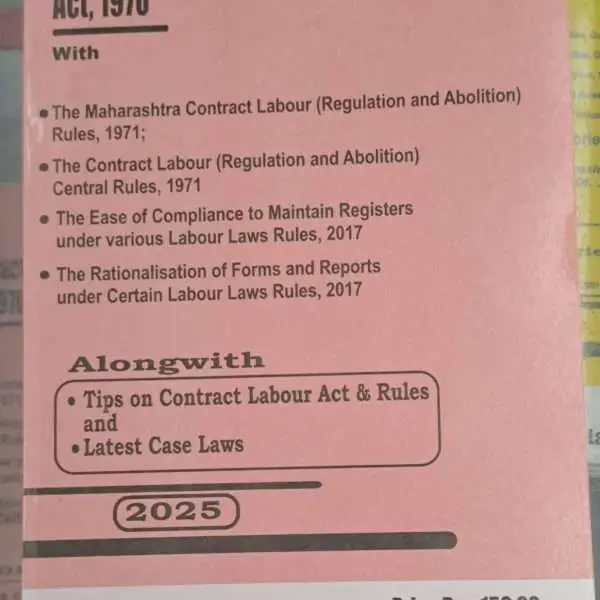 ACT, 1970
With
• The Maharashtra Contract Labour (Regulation and Abolition)
Rules, 1971;
• The Contract Labour (Regulation and Abolition)
Central Rules, 1971
• The Ease of Compliance to Maintain Registers
under various Labour Laws Rules, 2017
• The Rationalisation of Forms and Reports
under Certain Labour Laws Rules, 2017
Alongwith
• Tips on Contract Labour Act & Rules
and
• Latest Case Laws
2025